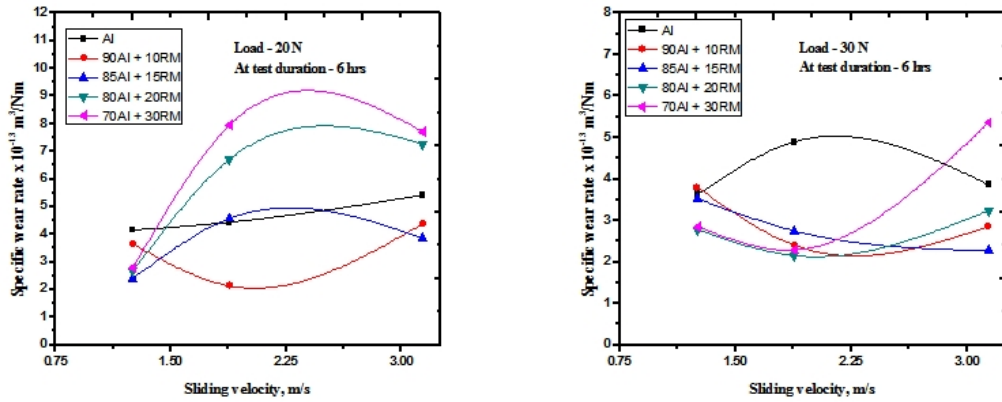 12
11
10
9
8
7
6
5
4
3
2
1
0
Specific wear rate x 10⁻¹³ m³/Nm
Al
90Al + 10RM
85Al + 15RM
80Al + 20RM
70Al + 30RM
Load - 20 N
At test duration - 6 hrs
0.75 1.50 2.25 3.00
Sliding velocity, m/s
8
7
6
5
4
3
2
1
0
Specific wear rate x 10⁻¹³ m³/Nm
Al
90Al + 10RM
85Al + 15RM
80Al + 20RM
70Al + 30RM
Load - 30 N
At test duration - 6 hrs
0.75 1.50 2.25 3.00
Sliding velocity, m/s